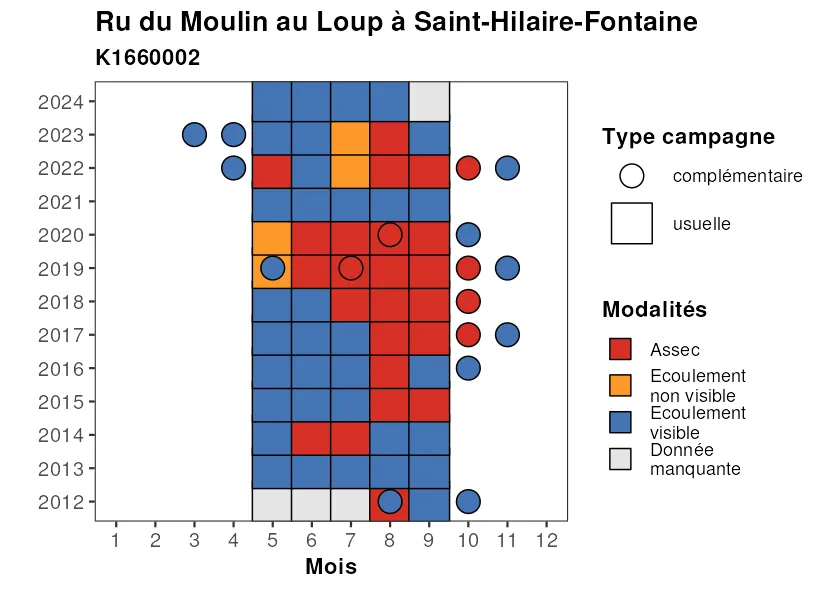 Ru du Moulin au Loup à Saint-Hilaire-Fontaine
K1660002
2024
2023
2022
2021
2020
2019
2018
2017
2016
2015
2014
2013
2012
1 2 3 4 5 6 7 8 9 10 11 12
Mois
Type campagne
complémentaire
usuelle
Modalités
Assec
Ecoulement
non visible
Ecoulement
visible
Donnée
manquante